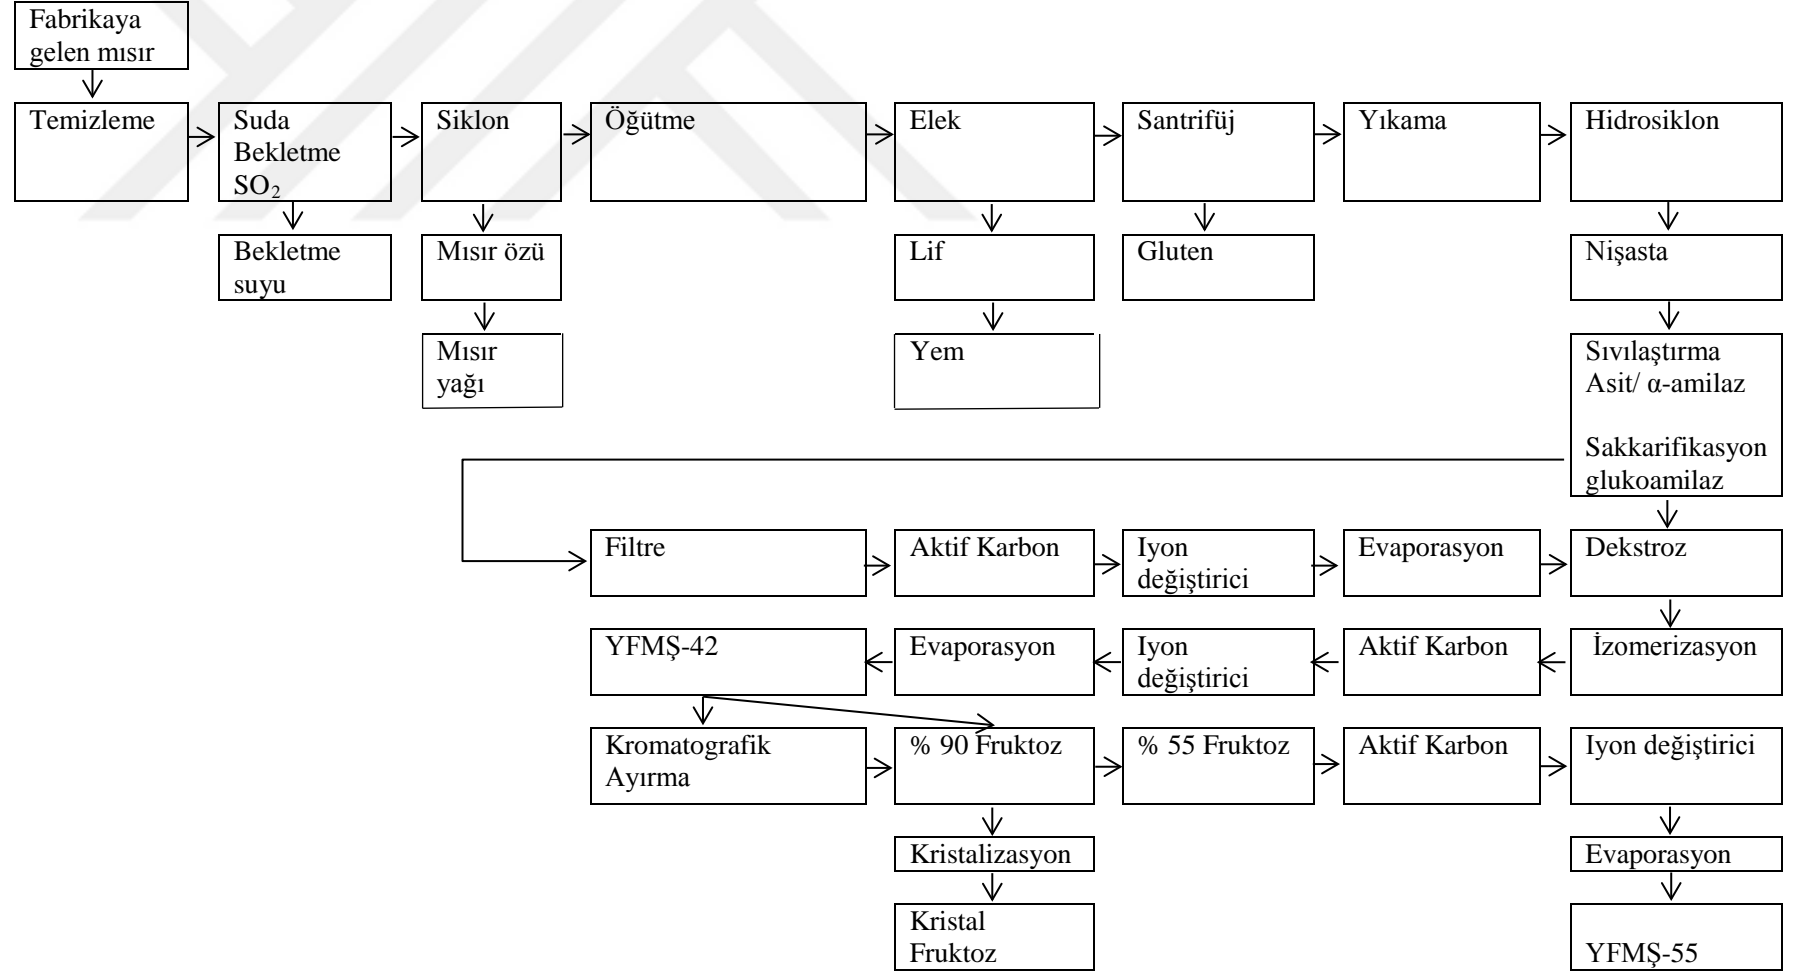 Fabrikaya
gelen mısır
Temizleme
Suda
Bekletme
SO₂
Siklon
Öğütme
Elek
Santrifüj
Yıkama
Hidrosiklon
Bekletme
suyu
Mısır özü
Lif
Gluten
Nişasta
Mısır
yağı
Yem
Sıvılaştırma
Asit/ α-amilaz
Sakkarifikasyon
glukoamilaz
Filtre
Aktif Karbon
Iyon
değiştirici
Evaporasyon
Dekstroz
YFMŞ-42
Evaporasyon
Iyon
değiştirici
Aktif Karbon
İzomerizasyon
Kromatografik
Ayırma
% 90 Fruktoz
% 55 Fruktoz
Aktif Karbon
Iyon değiştirici
Kristalizasyon
Evaporasyon
Kristal
Fruktoz
YFMŞ-55